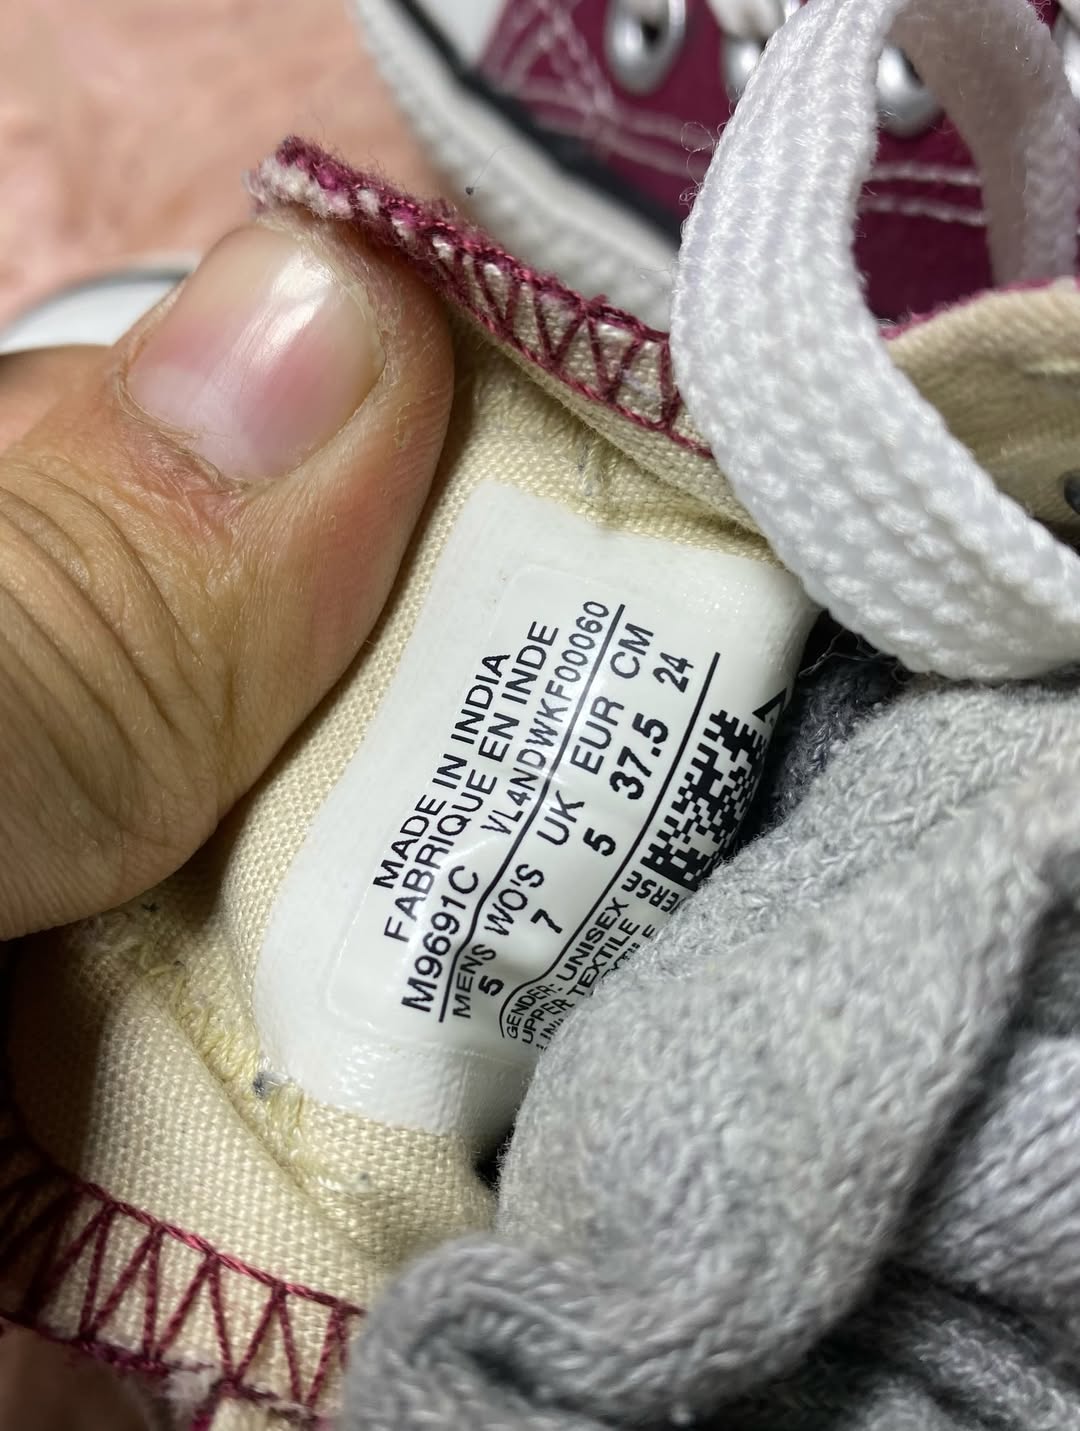 MADE IN INDIA
FABRIQUE EN INDE
M9691C VL4NDWKF00060
MENS WO'S UK EUR CM
5 7 5 37.5 24
GENDER: UNISEX
UPPER: TEXTILE